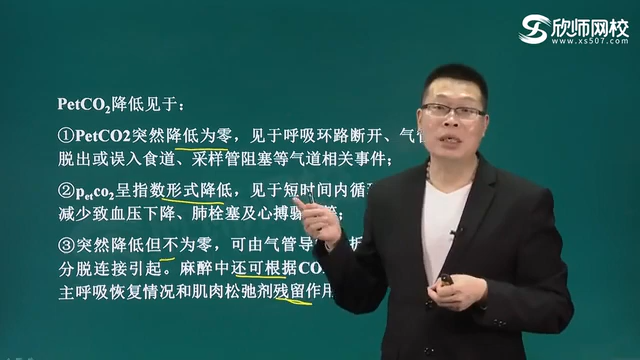 欣师网校
www.xs507.com
PetCO2降低见于：
①PetCO2突然降低为零，见于呼吸环路断开、气
脱出或误入食道、采样管阻塞等气道相关事件；
②petco2呈指数形式降低，见于短时间内循
减少致血压下降、肺栓塞及心搏骤
③突然降低但不为零，可由气管导
分脱连接引起。麻醉中还可根据CO
主呼吸恢复情况和肌肉松弛剂残留作用